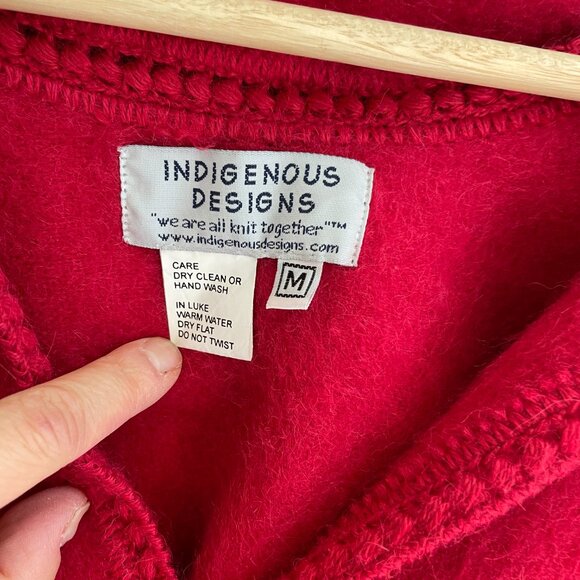 INDIGENOUS
DESIGNS
"we are all knit together"™
www.indigenousdesigns.com
M
CARE
DRY CLEAN OR
HAND WASH
IN LUKE
WARM WATER
DRY FLAT
DO NOT TWIST